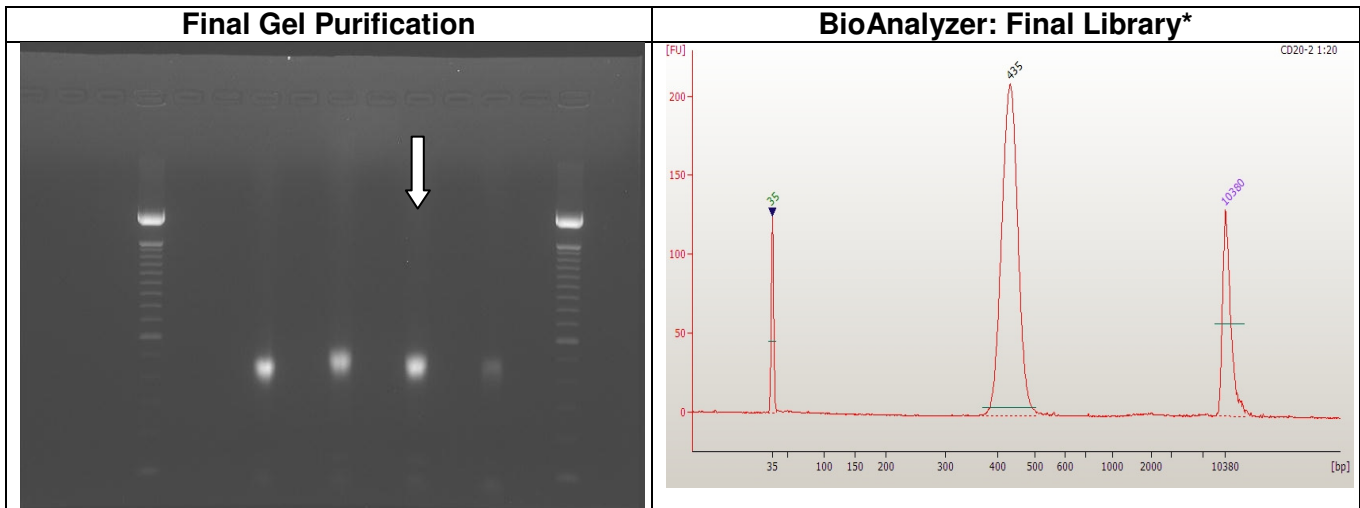 Final Gel Purification
BioAnalyzer: Final Library*
[FU]
CD20-2 1:20
435
200
150
35
10380
100
50
0
35 100 150 200 300 400 500 600 1000 2000 10380 [bp]